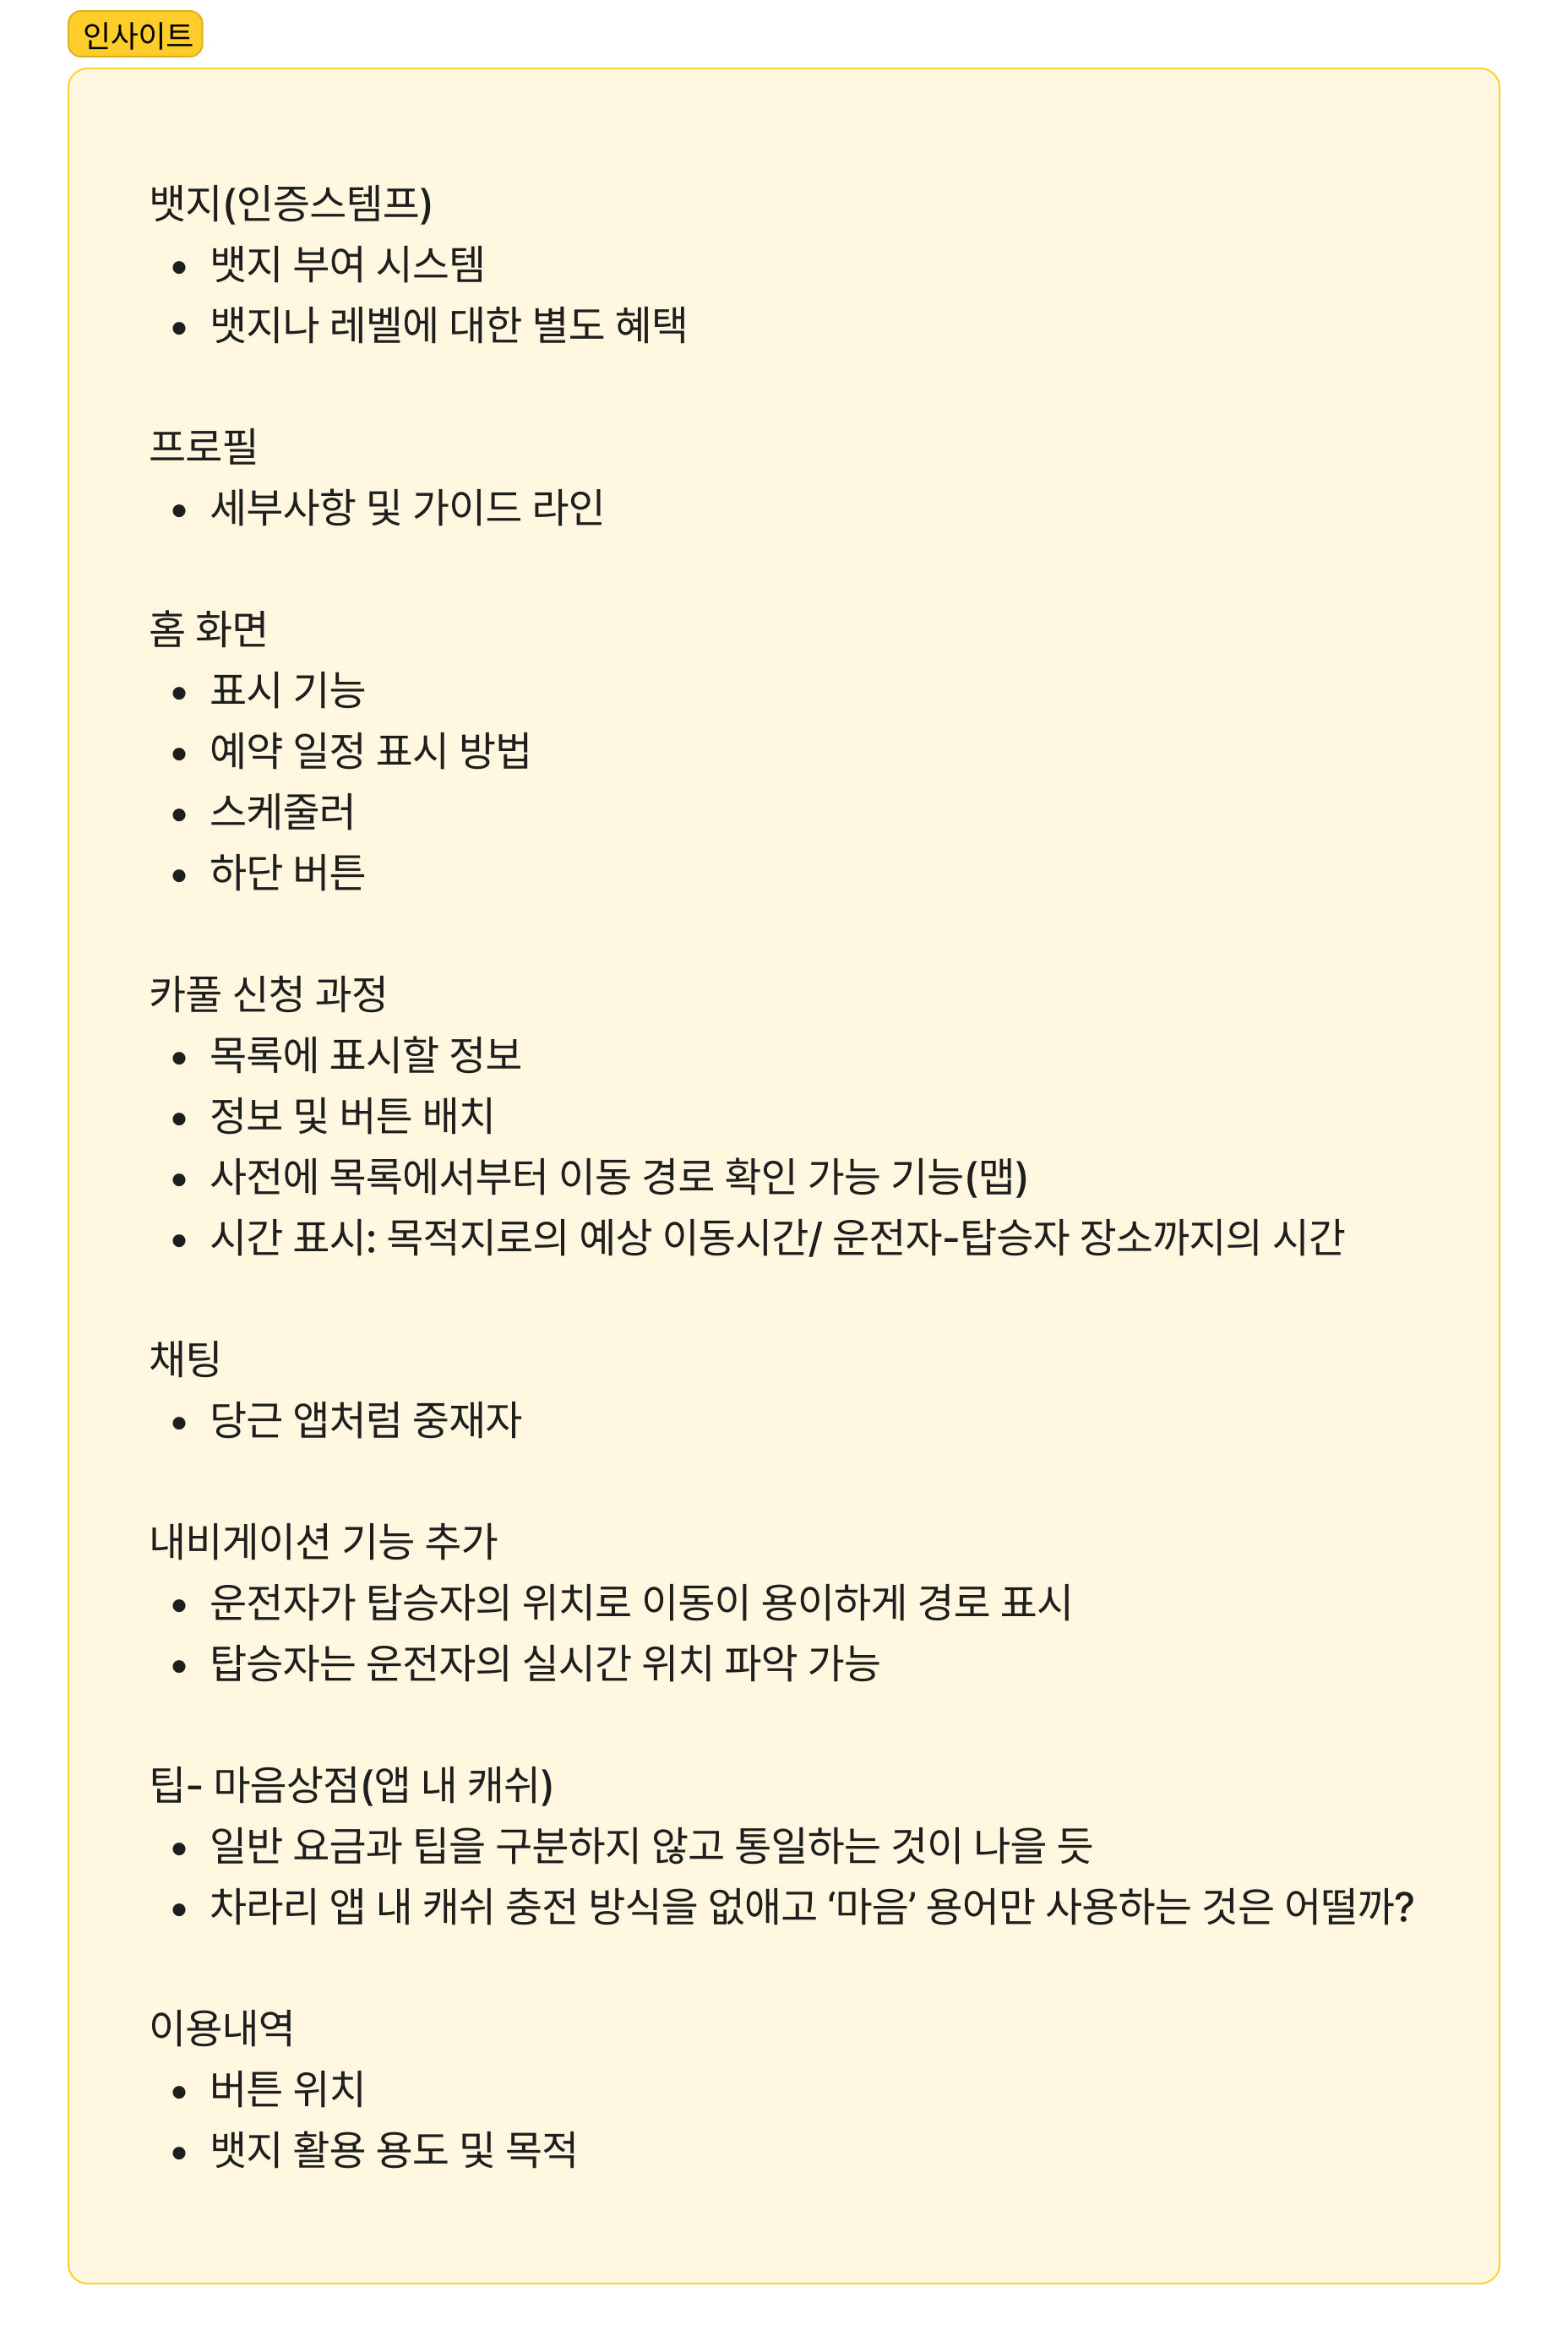 인사이트
뱃지(인증스템프)
• 뱃지 부여 시스템
• 뱃지나 레벨에 대한 별도 혜택
프로필
• 세부사항 및 가이드 라인
홈 화면
• 표시 기능
• 예약 일정 표시 방법
• 스케줄러
• 하단 버튼
카풀 신청 과정
• 목록에 표시할 정보
• 정보 및 버튼 배치
• 사전에 목록에서부터 이동 경로 확인 가능 기능(맵)
• 시간 표시: 목적지로의 예상 이동시간/ 운전자-탑승자 장소까지의 시간
채팅
• 당근 앱처럼 중재자
내비게이션 기능 추가
• 운전자가 탑승자의 위치로 이동이 용이하게 경로 표시
• 탑승자는 운전자의 실시간 위치 파악 가능
팁- 마음상점(앱 내 캐쉬)
• 일반 요금과 팁을 구분하지 않고 통일하는 것이 나을 듯
• 차라리 앱 내 캐쉬 충전 방식을 없애고 ‘마음’ 용어만 사용하는 것은 어떨까?
이용내역
• 버튼 위치
• 뱃지 활용 용도 및 목적